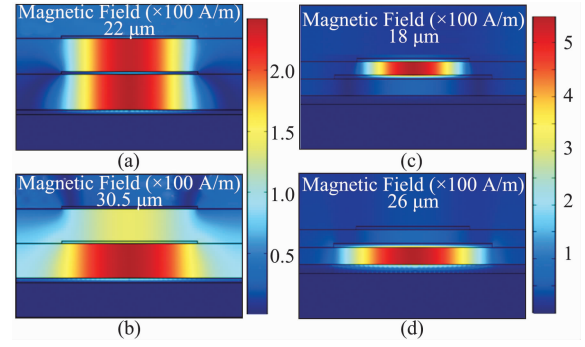 Magnetic Field (×100 A/m)
22 μm
(a)
Magnetic Field (×100 A/m)
30.5 μm
(b)
2.0
1.5
1.0
0.5
Magnetic Field (×100 A/m)
18 μm
(c)
Magnetic Field (×100 A/m)
26 μm
(d)
5
4
3
2
1